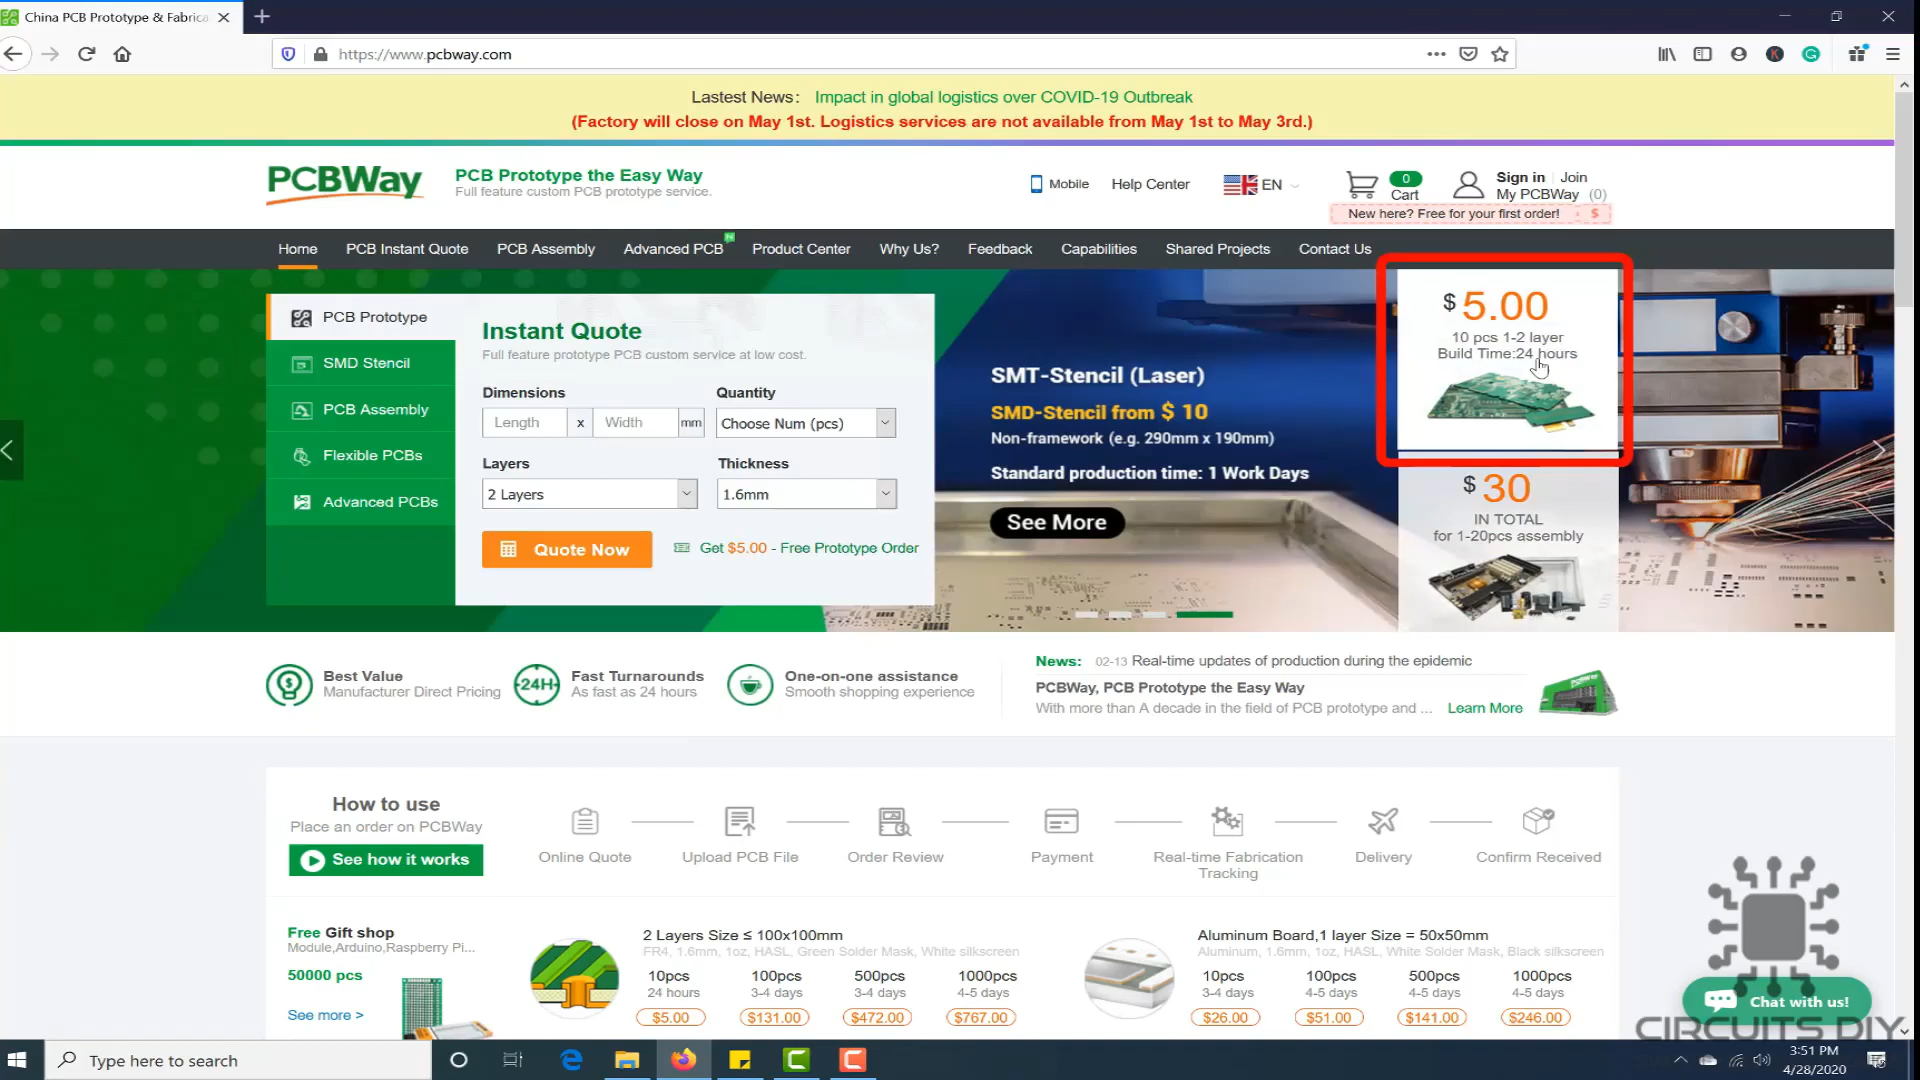 China PCB Prototype & Fabrica
https://www.pcbway.com
Lastest News： Impact in global logistics over COVID-19 Outbreak
(Factory will close on May 1st. Logistics services are not available from May 1st to May 3rd.)
PCBWay
PCB Prototype the Easy Way
Full feature custom PCB prototype service.
Mobile
Help Center
EN
0
Cart
Sign in
Join
My PCBWay (0)
New here? Free for your first order!
$
Home
PCB Instant Quote
PCB Assembly
Advanced PCB
N
Product Center
Why Us?
Feedback
Capabilities
Shared Projects
Contact Us
PCB Prototype
SMD Stencil
PCB Assembly
Flexible PCBs
Advanced PCBs
Instant Quote
Full feature prototype PCB custom service at low cost.
Dimensions
Quantity
Length x Width mm
Choose Num (pcs)
Layers
Thickness
2 Layers
1.6mm
Quote Now
Get $5.00 - Free Prototype Order
SMT-Stencil (Laser)
SMD-Stencil from $ 10
Non-framework (e.g. 290mm x 190mm)
Standard production time: 1 Work Days
See More
$ 5.00
10 pcs 1-2 layer
Build Time:24 hours
$ 30
IN TOTAL
for 1-20pcs assembly
Best Value
Manufacturer Direct Pricing
24H
Fast Turnarounds
As fast as 24 hours
One-on-one assistance
Smooth shopping experience
News: 02-13 Real-time updates of production during the epidemic
PCBWay, PCB Prototype the Easy Way
With more than A decade in the field of PCB prototype and ... Learn More
How to use
Place an order on PCBWay
See how it works
Online Quote
Upload PCB File
Order Review
Payment
Real-time Fabrication
Tracking
Delivery
Confirm Received
Free Gift shop
Module,Arduino,Raspberry Pi...
50000 pcs
See more >
2 Layers Size ≤ 100x100mm
FR4, 1.6mm, 1oz, HASL, Green Solder Mask, White silkscreen
10pcs 100pcs 500pcs 1000pcs
24 hours 3-4 days 3-4 days 4-5 days
$5.00 $131.00 $472.00 $767.00
Aluminum Board,1 layer Size = 50x50mm
Aluminum, 1.6mm, 1oz, HASL, White Solder Mask, Black silkscreen
10pcs 100pcs 500pcs 1000pcs
3-4 days 4-5 days 4-5 days 4-5 days
$26.00 $51.00 $141.00 $246.00
Chat with us!
CIRCUITS DIY
Type here to search
3:51 PM
4/28/2020